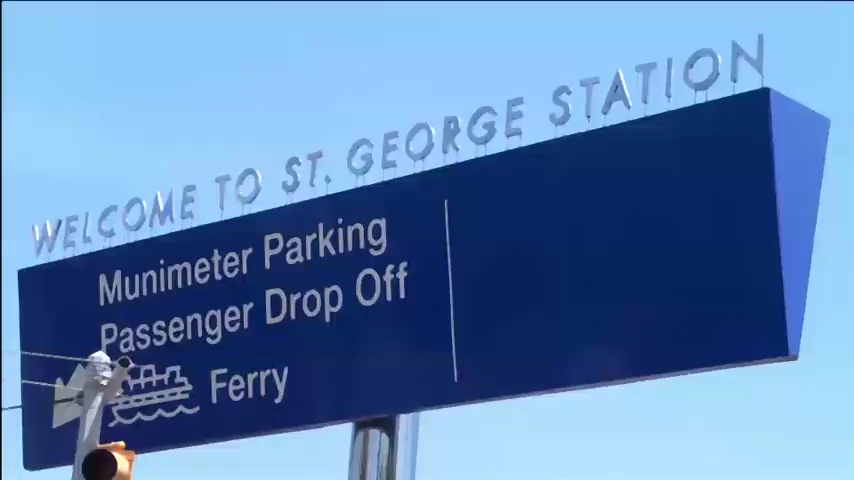 WELCOME TO ST. GEORGE STATION
Munimeter Parking
Passenger Drop Off
Ferry